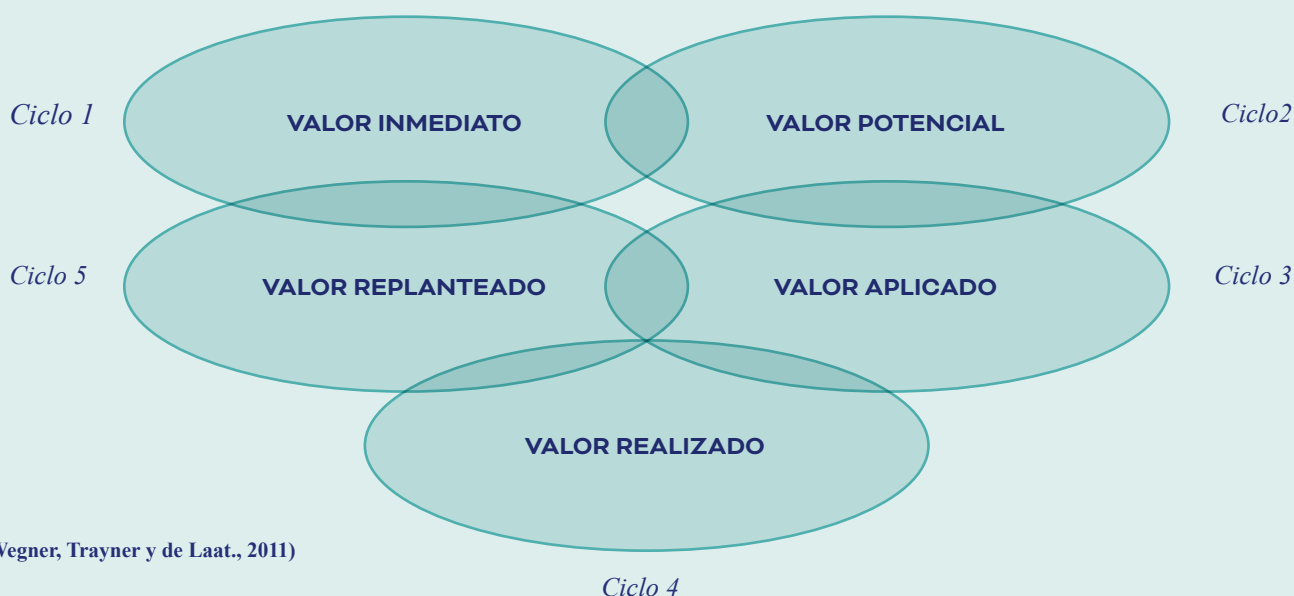 Ciclo 1
VALOR INMEDIATO
VALOR POTENCIAL
Ciclo2
Ciclo 5
VALOR REPLANTEADO
VALOR APLICADO
Ciclo 3
VALOR REALIZADO
Trayner y de Laat., 2011)
Ciclo 4